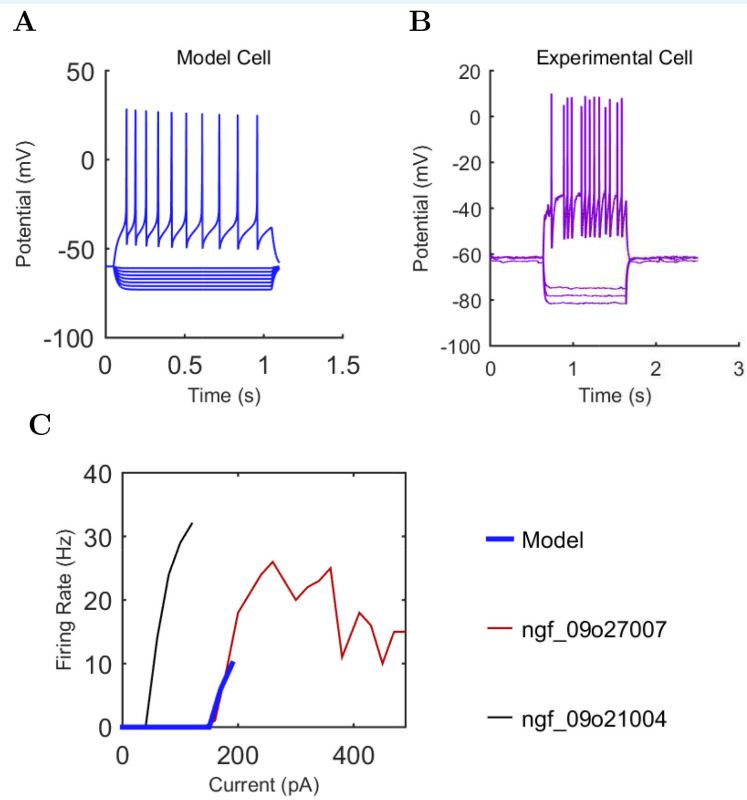 A
B
Model Cell
Experimental Cell
50
0
-50
-100
Potential (mV)
0
0.5
1
1.5
Time (s)
20
0
-20
-40
-60
-80
-100
Potential (mV)
0
1
2
3
Time (s)
C
40
30
20
10
0
Firing Rate (Hz)
0
200
400
Current (pA)
Model
ngf_09o27007
ngf_09o21004